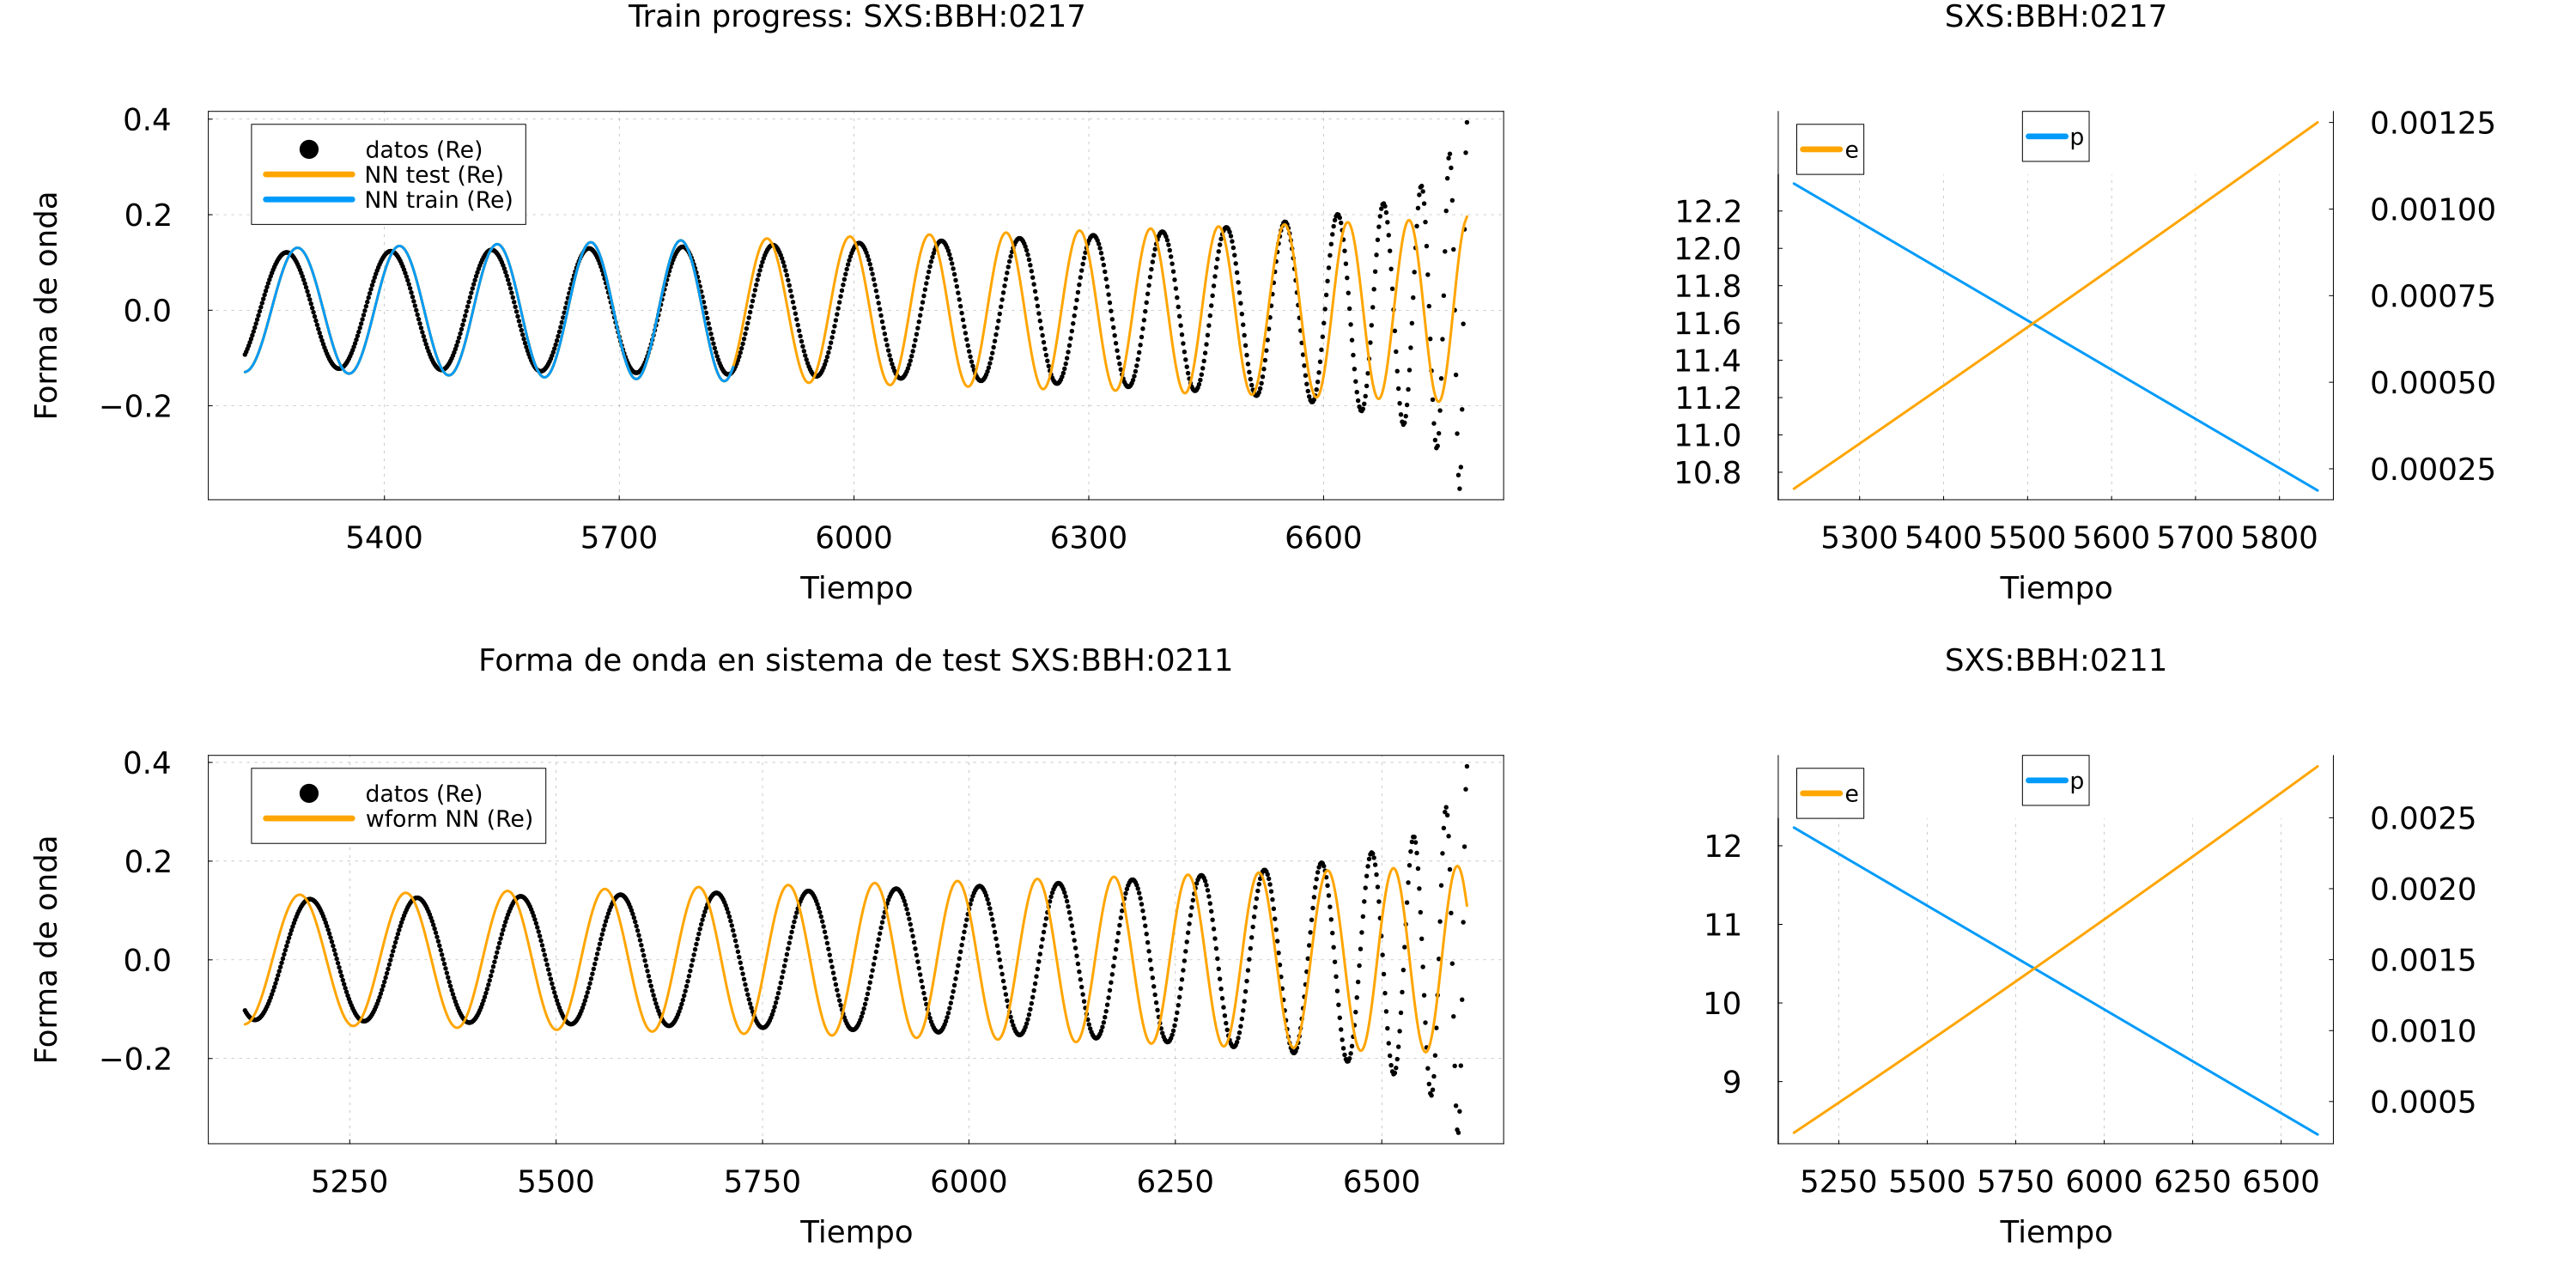 Train progress: SXS:BBH:0217
SXS:BBH:0217
0.4
0.2
0.0
−0.2
Forma de onda
datos (Re)
NN test (Re)
NN train (Re)
5400 5700 6000 6300 6600
Tiempo
e
p
12.2
12.0
11.8
11.6
11.4
11.2
11.0
10.8
0.00125
0.00100
0.00075
0.00050
0.00025
5300 5400 5500 5600 5700 5800
Tiempo
Forma de onda en sistema de test SXS:BBH:0211
SXS:BBH:0211
0.4
0.2
0.0
−0.2
Forma de onda
datos (Re)
wform NN (Re)
5250 5500 5750 6000 6250 6500
Tiempo
e
p
12
11
10
9
0.0025
0.0020
0.0015
0.0010
0.0005
5250 5500 5750 6000 6250 6500
Tiempo